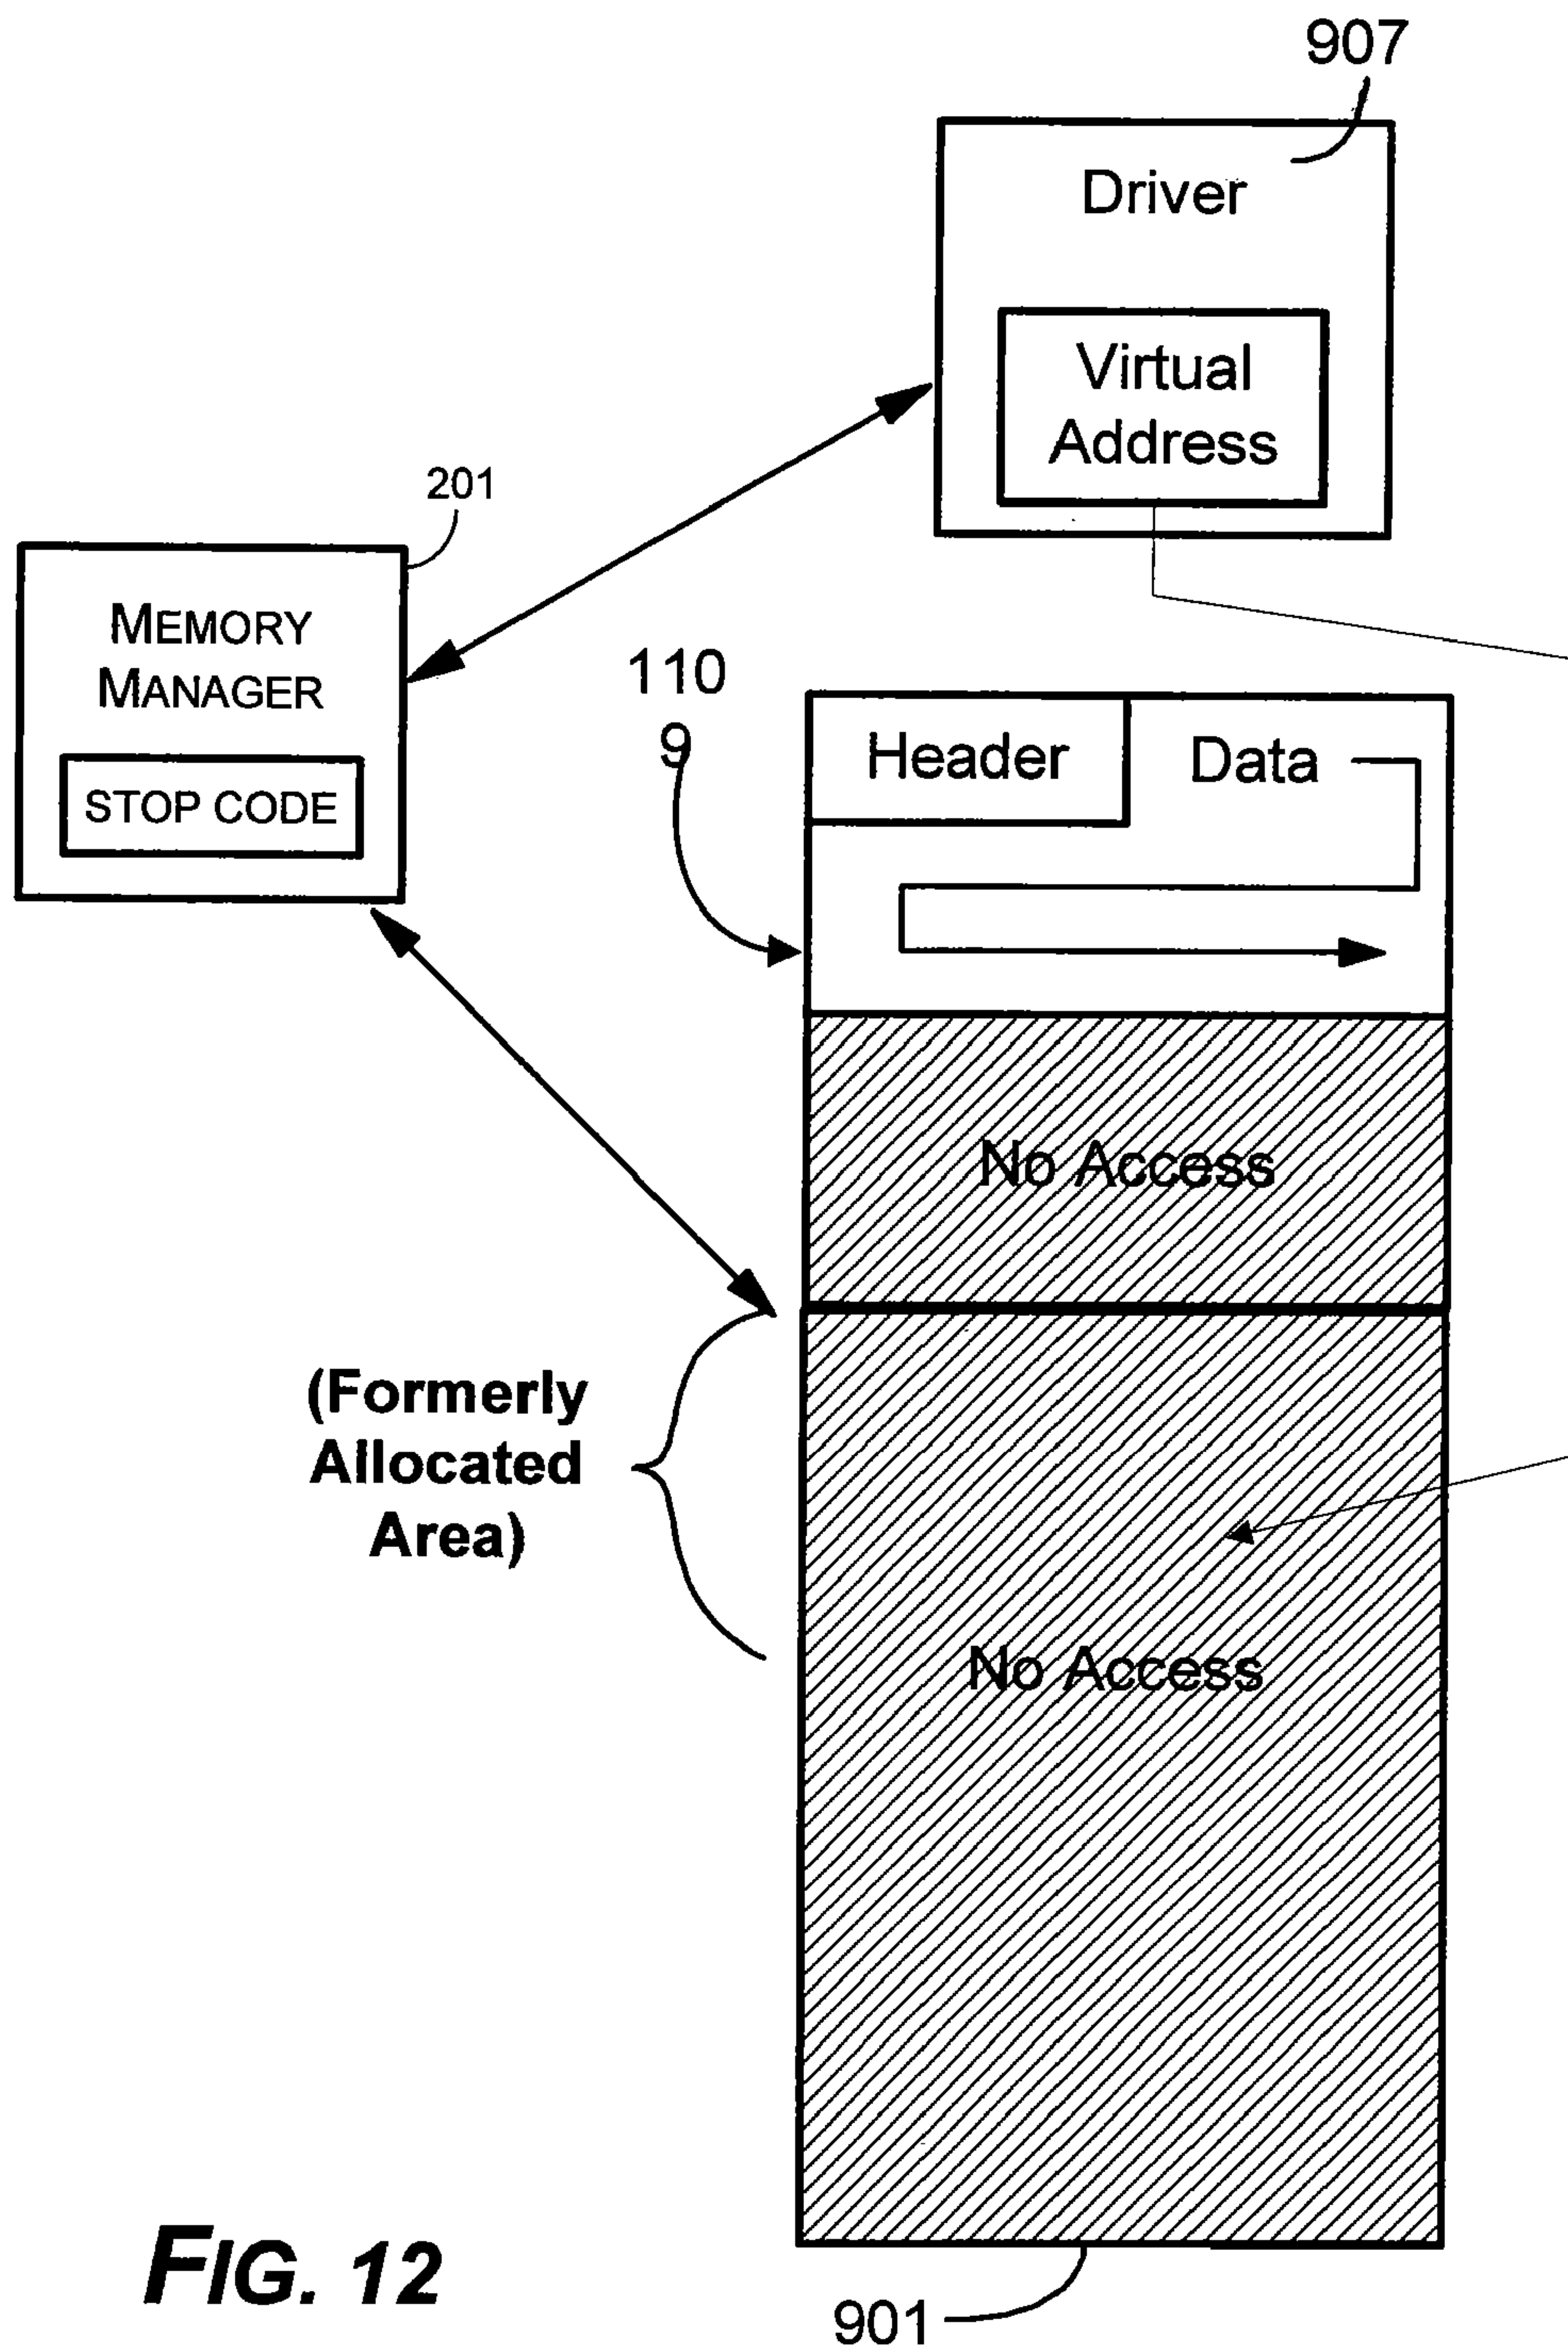 907
Driver
Virtual
Address
201
MEMORY
MANAGER
STOP CODE
110
9
Header
Data
No Access
(Formerly
Allocated
Area)
No Access
FIG. 12
901